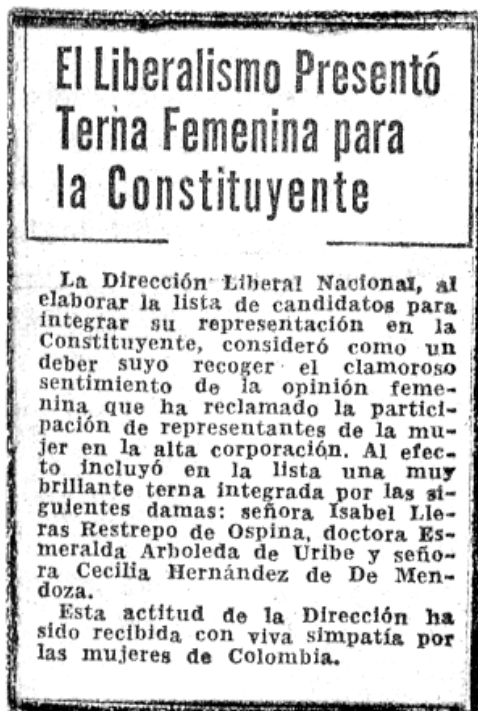 El Liberalismo Presentó
Terna Femenina para
la Constituyente
La Dirección Liberal Nacional, al
elaborar la lista de candidatos para
integrar su representación en la
Constituyente, consideró como un
deber suyo recoger el clamoroso
sentimiento de la opinión feme-
nina que ha reclamado la partici-
pación de representantes de la mu-
jer en la alta corporación. Al efec-
to incluyó en la lista una muy
brillante terna integrada por las si-
guientes damas: señora Isabel Lle-
ras Restrepo de Ospina, doctora Es-
meralda Arboleda de Uribe y seño-
ra Cecilia Hernández de De Men-
doza.
Esta actitud de la Dirección ha
sido recibida con viva simpatía por
las mujeres de Colombia.